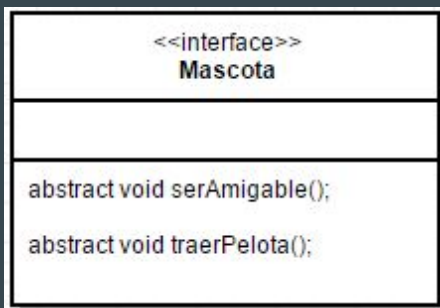 <<interface>>
Mascota
abstract void serAmigable();
abstract void traerPelota();